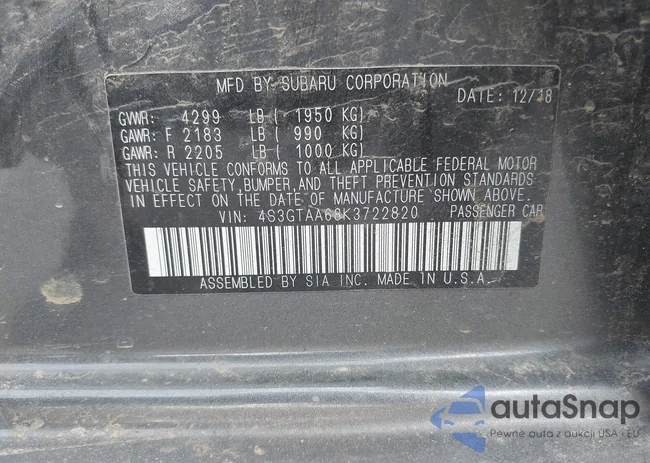 MFD BY SUBARU CORPORATION
DATE: 12/18
GVWR: 4299 LB ( 1950 KG)
GAWR: F 2183 LB ( 990 KG)
GAWR: R 2205 LB ( 1000 KG)
THIS VEHICLE CONFORMS TO ALL APPLICABLE FEDERAL MOTOR
VEHICLE SAFETY,BUMPER,AND THEFT PREVENTION STANDARDS
IN EFFECT ON THE DATE OF MANUFACTURE SHOWN ABOVE.
VIN: 4S3GTAA68K3722820 PASSENGER CAR
ASSEMBLED BY SIA INC. MADE IN U.S.A.
autaSnap
Pewne auta z aukcji USA i EU